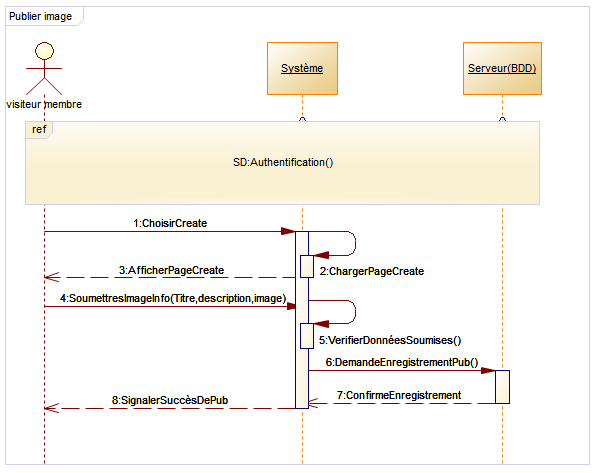 Publier image
Système
Serveur(BDD)
visiteur membre
ref
SD:Authentification()
1:ChoisirCreate
2:ChargerPageCreate
3:AfficherPageCreate
4:SoumettresImageInfo(Titre,description,image)
5:VerifierDonnéesSoumises()
6:DemandeEnregistrementPub()
7:ConfirmeEnregistrement
8:SignalerSuccèsDePub